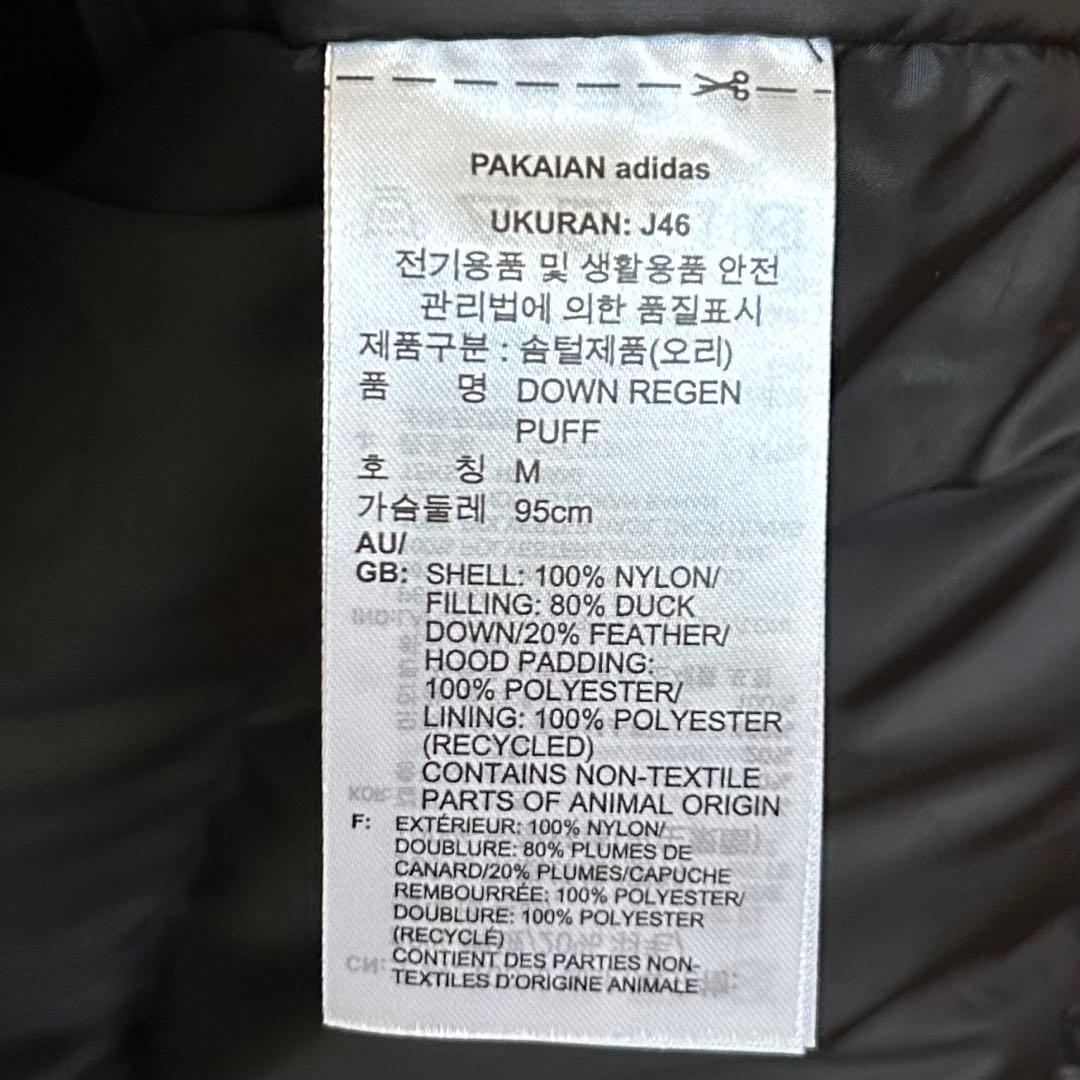 PAKAIAN adidas
UKURAN: J46
전기용품 및 생활용품 안전
관리법에 의한 품질표시
제품구분 : 솜털제품(오리)
품 명 DOWN REGEN
PUFF
호 칭 M
가슴둘레 95cm
AU/
GB: SHELL: 100% NYLON/
FILLING: 80% DUCK
DOWN/20% FEATHER/
HOOD PADDING:
100% POLYESTER/
LINING: 100% POLYESTER
(RECYCLED)
CONTAINS NON-TEXTILE
PARTS OF ANIMAL ORIGIN
F: EXTÉRIEUR: 100% NYLON/
DOUBLURE: 80% PLUMES DE
CANARD/20% PLUMES/CAPUCHE
REMBOURRÉE: 100% POLYESTER/
DOUBLURE: 100% POLYESTER
(RECYCLÉ)
CONTIENT DES PARTIES NON-
TEXTILES D'ORIGINE ANIMALE